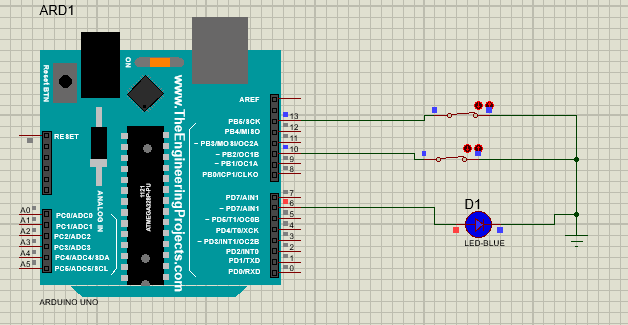 ARD1
ON
Reset BTN
www.TheEngineeringProjects.com
AREF
PB5/SCK 13
PB4/MISO 12
~ PB3/MOSI/OC2A 11
~ PB2/OC1B 10
~ PB1/OC1A 9
PB0/ICP1/CLKO 8
RESET
ANALOG IN
PD7/AIN1 7
~ PD7/AIN1 6
~ PD6/T1/OC0B 5
PD4/T0/XCK 4
~ PD3/INT1/OC2B 3
PD2/INT0 2
PD1/TXD 1
PD0/RXD 0
A0 PC0/ADC0
A1 PC1/ADC1
A2 PC2/ADC2
A3 PC3/ADC3
A4 PC4/ADC4/SDA
A5 PC5/ADC5/SCL
D1
LED-BLUE
ARDUINO UNO